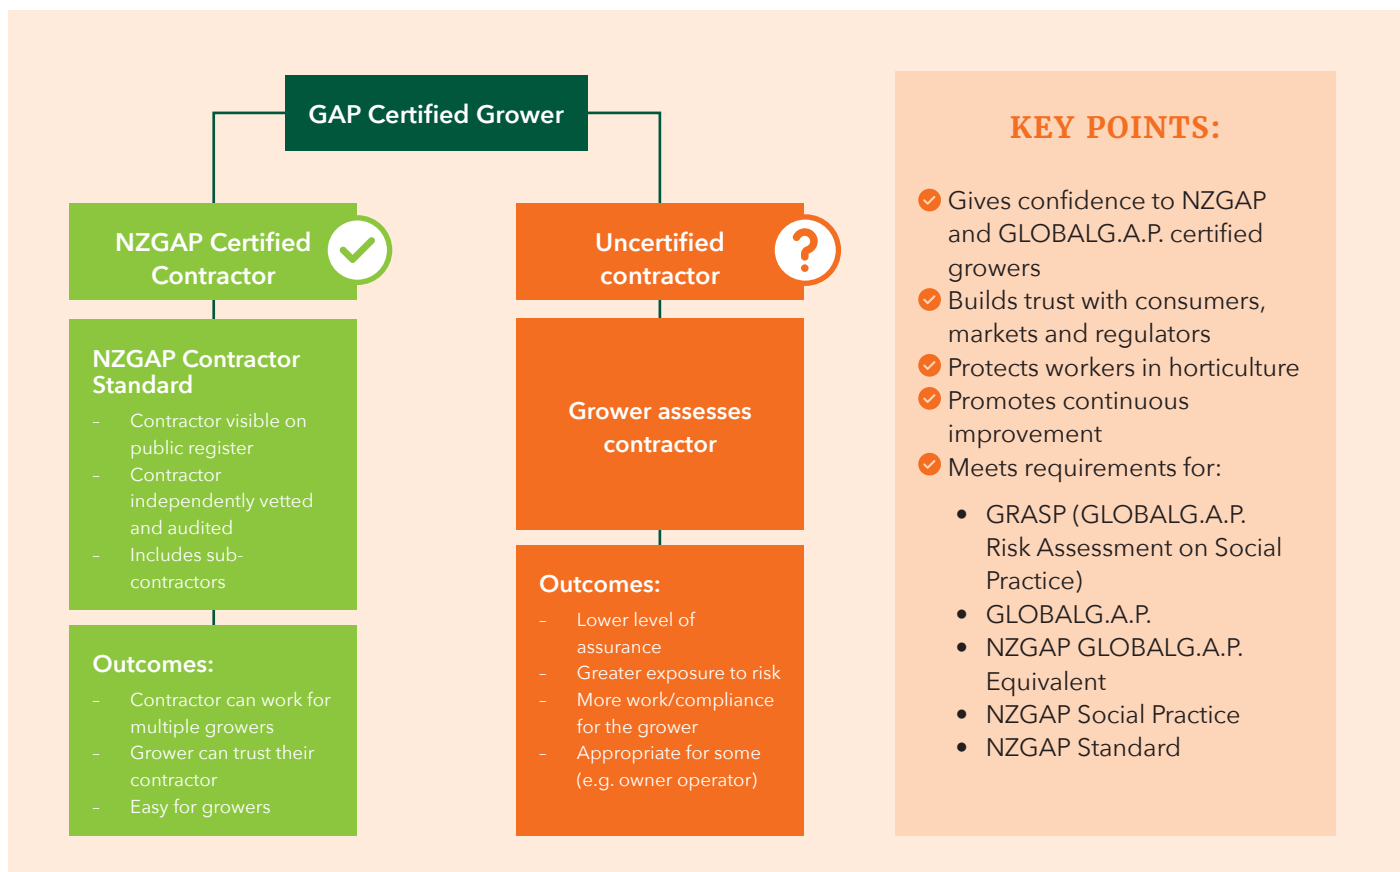 GAP Certified Grower
NZGAP Certified
Contractor
NZGAP Contractor
Standard
– Contractor visible on
public register
– Contractor
independently vetted
and audited
– Includes sub-
contractors
Outcomes:
– Contractor can work for
multiple growers
– Grower can trust their
contractor
– Easy for growers
Uncertified
contractor
?
Grower assesses
contractor
Outcomes:
– Lower level of
assurance
– Greater exposure to risk
– More work/compliance
for the grower
– Appropriate for some
(e.g. owner operator)
KEY POINTS:
Gives confidence to NZGAP
and GLOBALG.A.P. certified
growers
Builds trust with consumers,
markets and regulators
Protects workers in horticulture
Promotes continuous
improvement
Meets requirements for:
• GRASP (GLOBALG.A.P.
Risk Assessment on Social
Practice)
• GLOBALG.A.P.
• NZGAP GLOBALG.A.P.
Equivalent
• NZGAP Social Practice
• NZGAP Standard